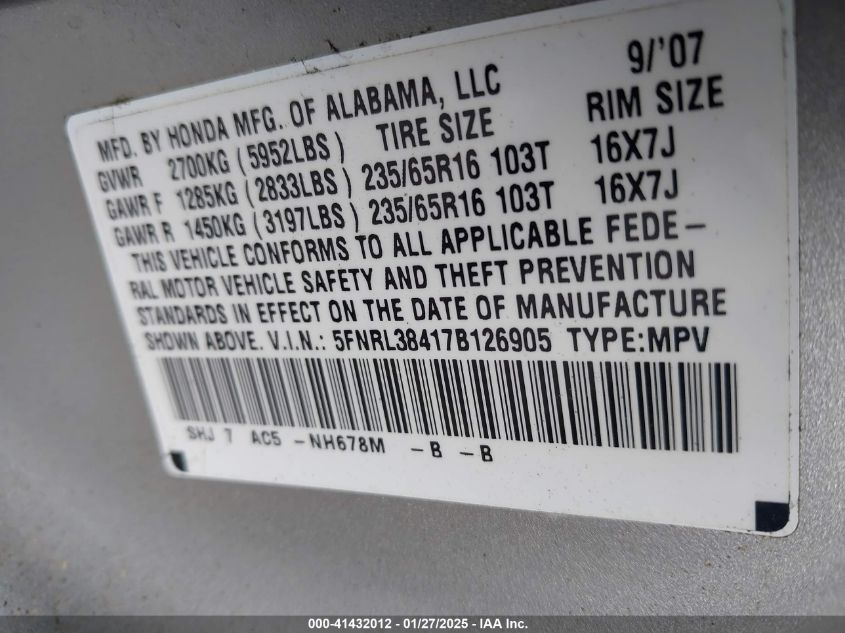 9/'07
MFD. BY HONDA MFG. OF ALABAMA, LLC
GVWR 2700KG (5952LBS) TIRE SIZE RIM SIZE
GAWR F 1285KG (2833LBS) 235/65R16 103T 16X7J
GAWR R 1450KG (3197LBS) 235/65R16 103T 16X7J
THIS VEHICLE CONFORMS TO ALL APPLICABLE FEDE-
RAL MOTOR VEHICLE SAFETY AND THEFT PREVENTION
STANDARDS IN EFFECT ON THE DATE OF MANUFACTURE
SHOWN ABOVE. V.I.N.: 5FNRL38417B126905 TYPE:MPV
SHJ 7 AC5 -NH678M -B -B
000-41432012 — 01/27/2025 — IAA Inc.